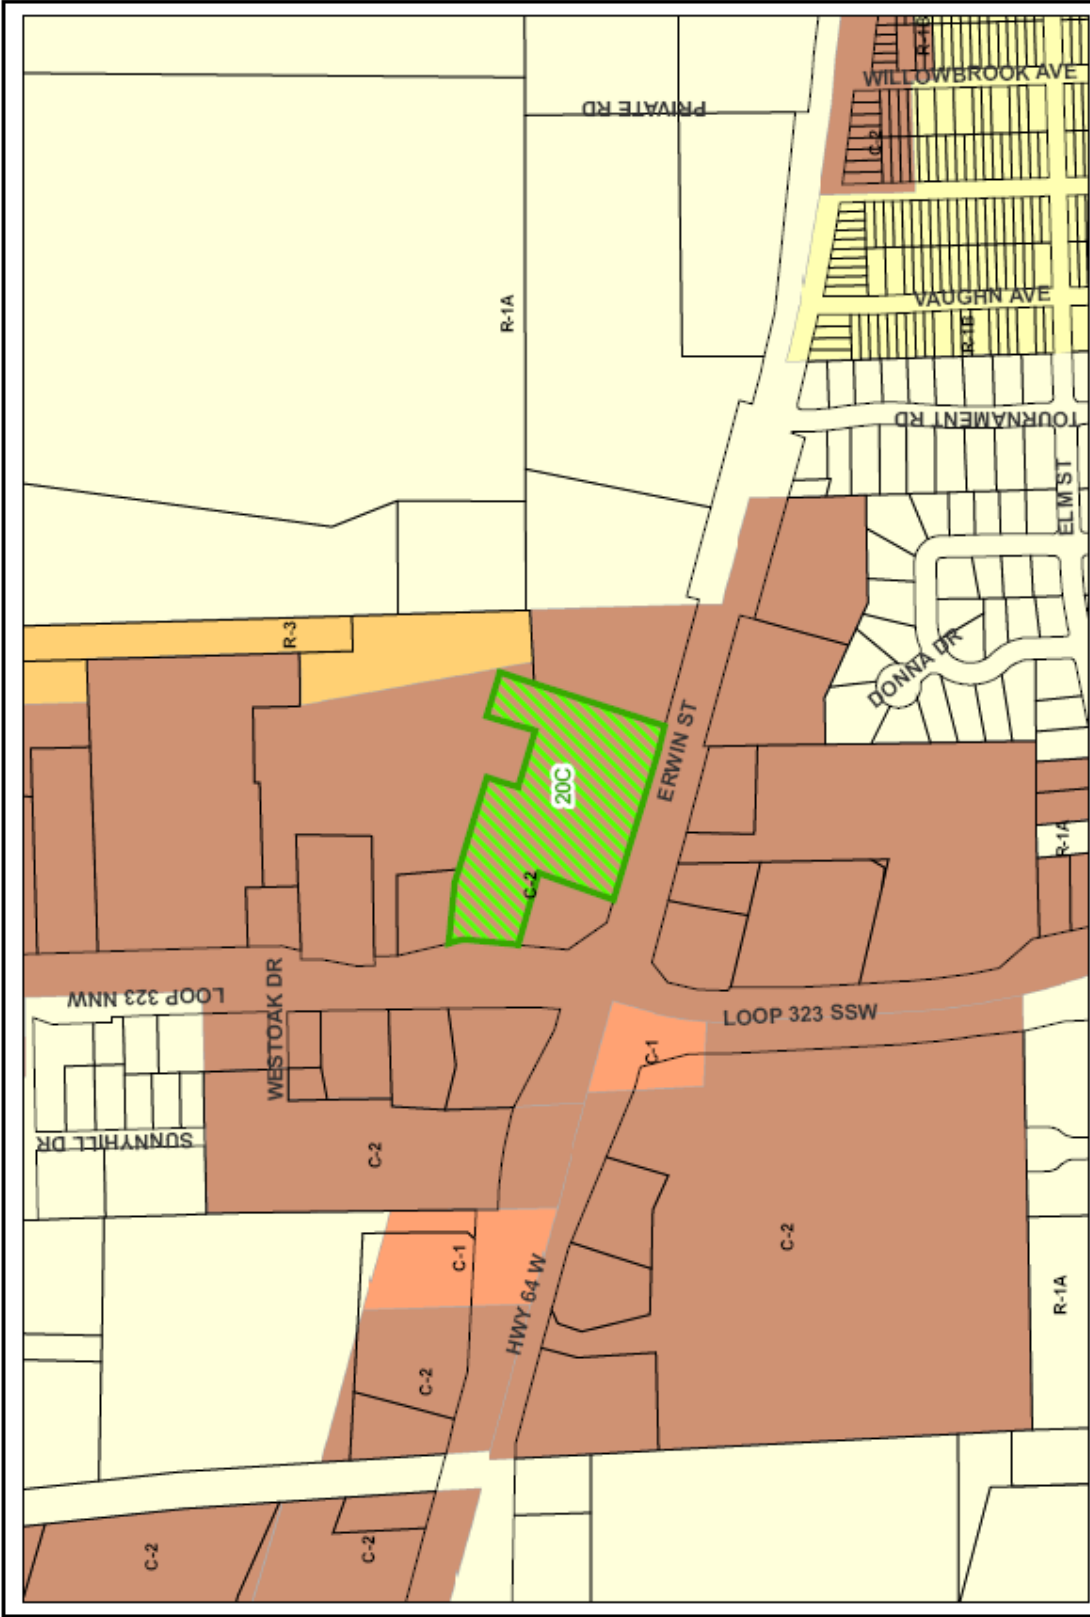 R-1B
WILLOWBROOK AVE
PRIVATE RD
C-2
VAUGHN AVE
R-1A
R-1B
TOURNAMENT RD
ELM ST
R-3
DONNA DR
ERWIN ST
20C
R-1A
C-2
LOOP 323 NNW
WESTOAK DR
LOOP 323 SSW
C-1
SUNNYHILL DR
C-2
C-2
C-1
HWY 64 W
R-1A
C-2
C-2
C-2